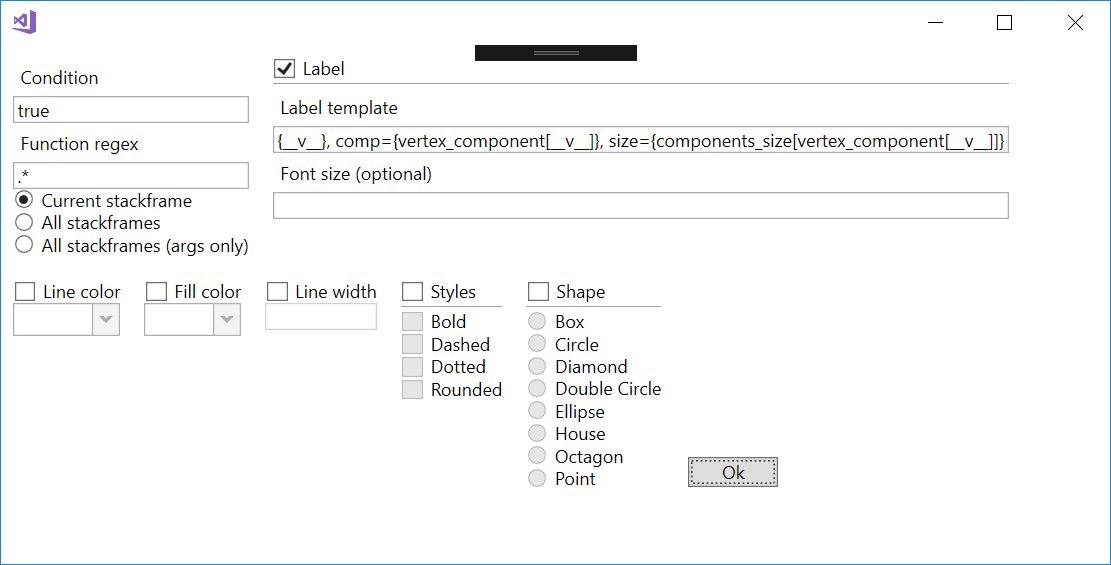 Condition
true
Function regex
.*
Current stackframe
All stackframes
All stackframes (args only)
Label
Label template
{__v__}, comp={vertex_component[__v__]}, size={components_size[vertex_component[__v__]]}
Font size (optional)
Line color
Fill color
Line width
Styles
Bold
Dashed
Dotted
Rounded
Shape
Box
Circle
Diamond
Double Circle
Ellipse
House
Octagon
Point
Ok